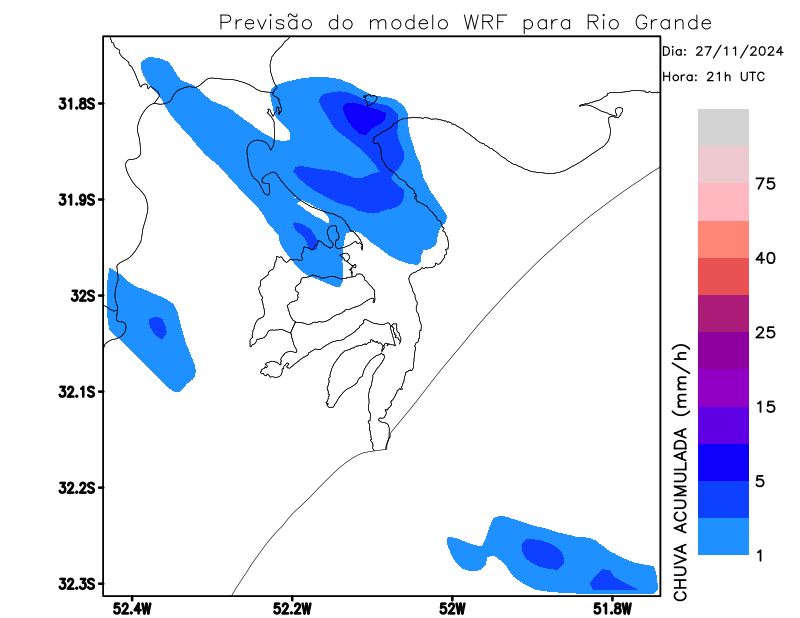 Previsão do modelo WRF para Rio Grande
Dia: 27/11/2024
Hora: 21h UTC
31.8S
31.9S
32S
32.1S
32.2S
32.3S
52.4W
52.2W
52W
51.8W
75
40
25
15
5
1
CHUVA ACUMULADA (mm/h)